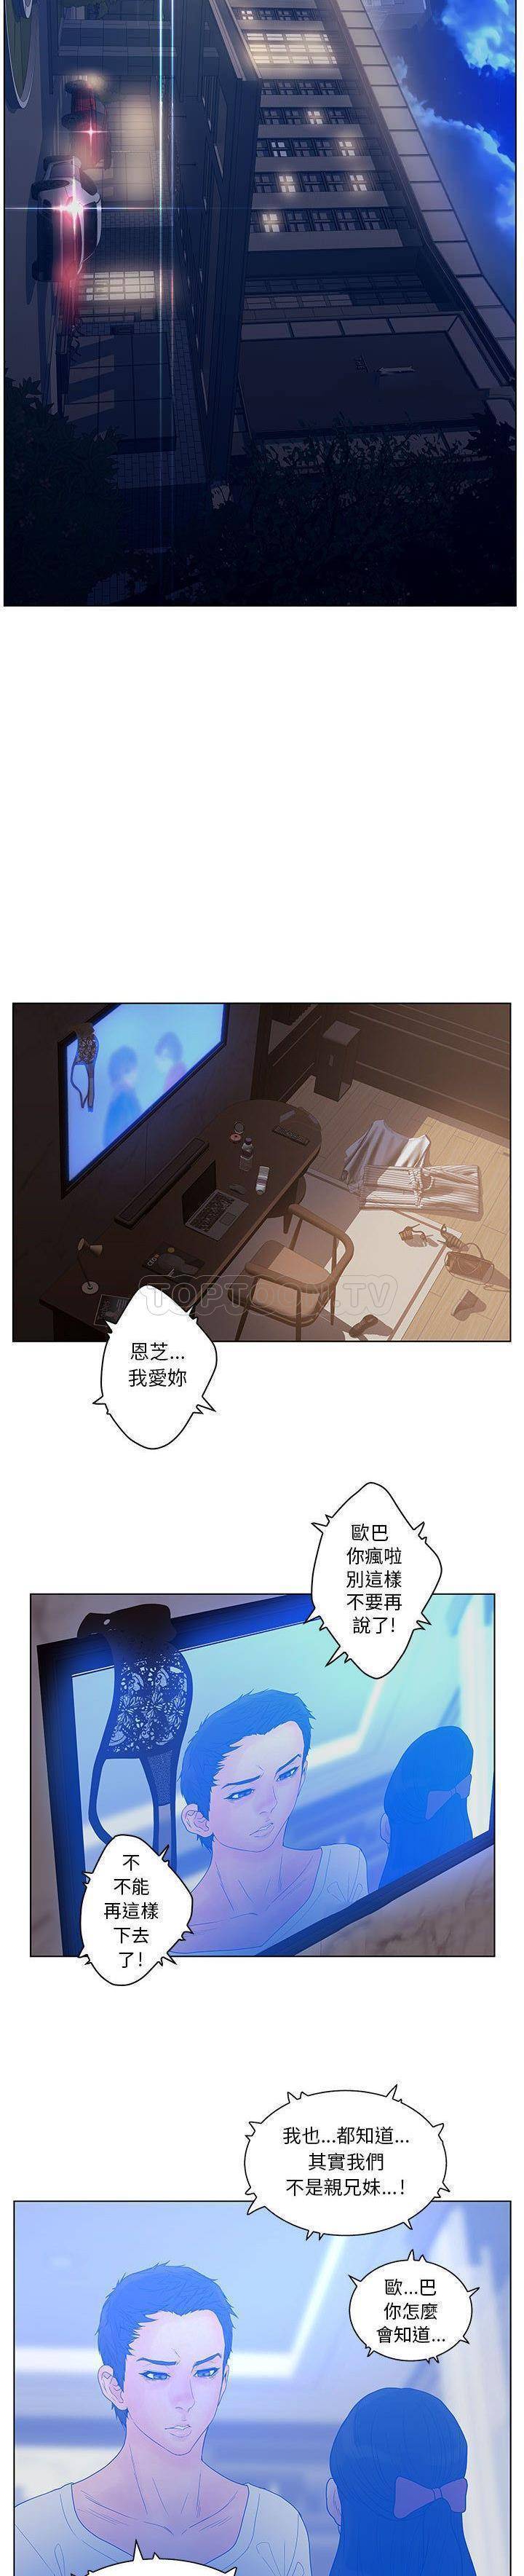 TOPTOON.TV
恩芝...
我愛妳
歐巴
你瘋啦
別這樣
不要再
說了!
不
不能
再這樣
下去
了!
我也...都知道...
其實我們
不是親兄妹...!
歐...巴
你怎麼
會知道...